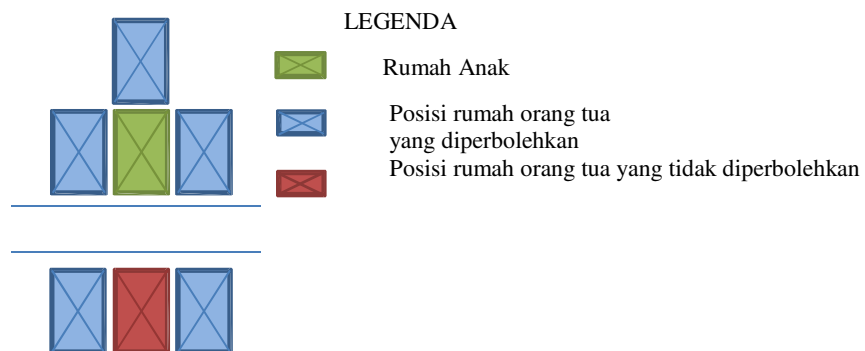 LEGENDA
Rumah Anak
Posisi rumah orang tua
yang diperbolehkan
Posisi rumah orang tua yang tidak diperbolehkan